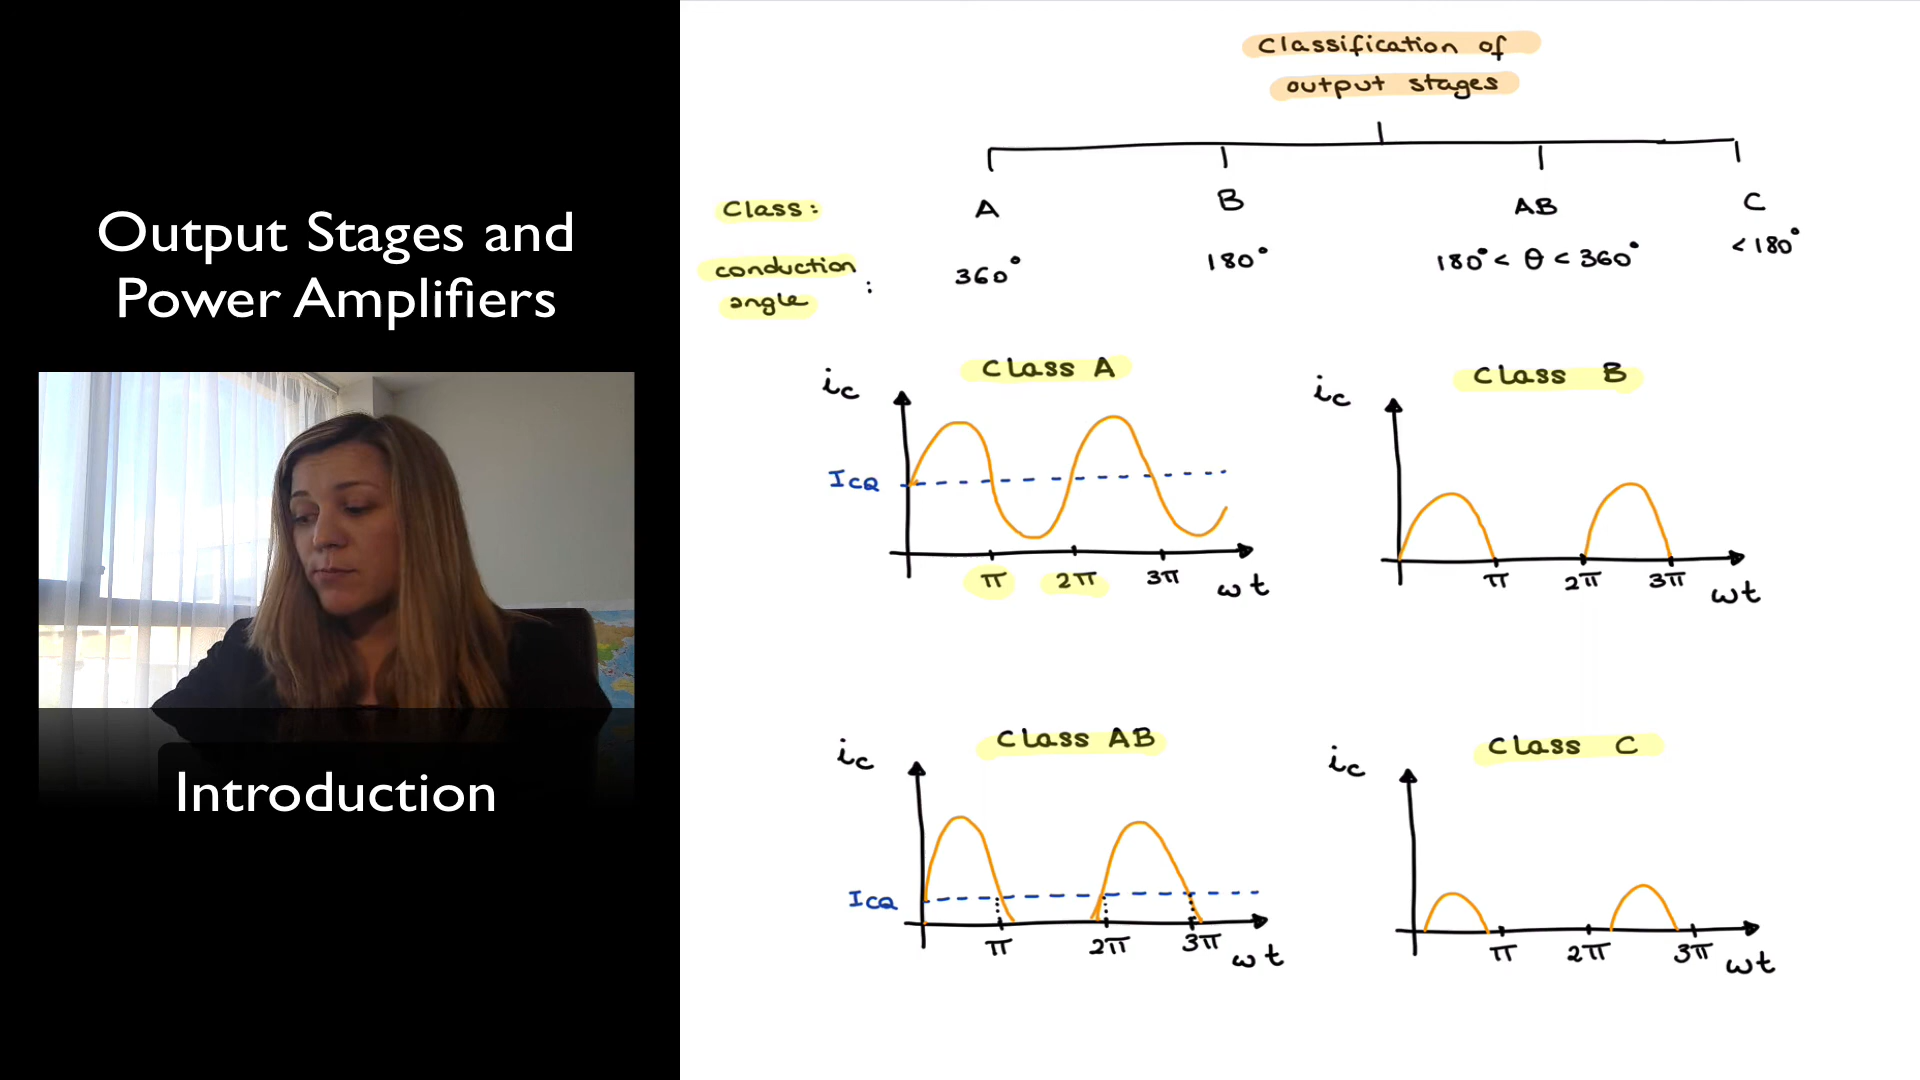 Output Stages and
Power Amplifiers
Introduction
Classification of
output stages
Class: A B AB C
conduction
angle : 360° 180° 180° < θ < 360° < 180°
Class A
ic
ICQ
π 2π 3π ωt
Class B
ic
π 2π 3π ωt
Class AB
ic
ICQ
π 2π 3π ωt
Class C
ic
π 2π 3π ωt